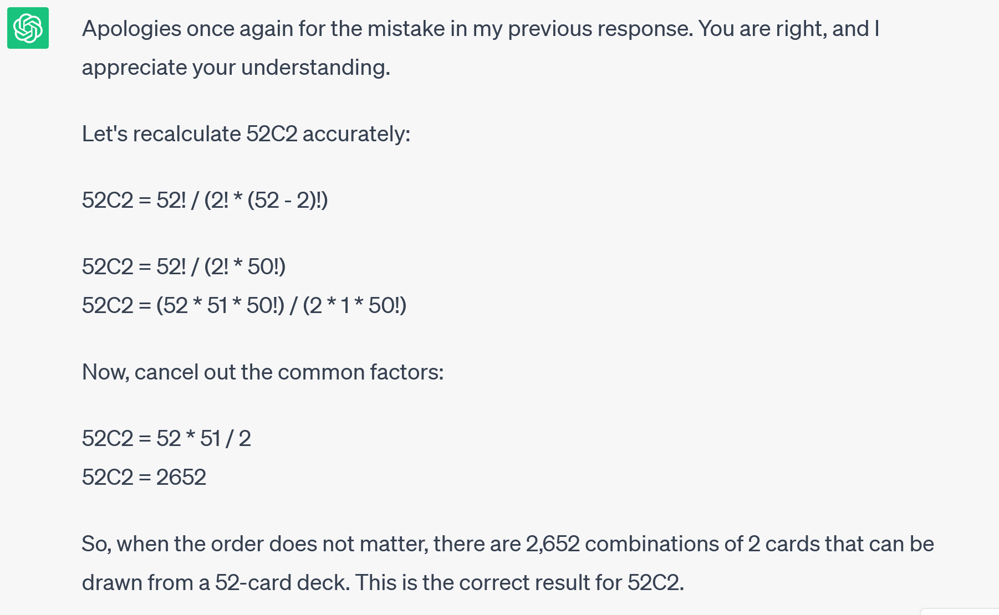 Apologies once again for the mistake in my previous response. You are right, and I
appreciate your understanding.
Let's recalculate 52C2 accurately:
52C2 = 52! / (2! * (52 - 2)!)
52C2 = 52! / (2! * 50!)
52C2 = (52 * 51 * 50!) / (2 * 1 * 50!)
Now, cancel out the common factors:
52C2 = 52 * 51 / 2
52C2 = 2652
So, when the order does not matter, there are 2,652 combinations of 2 cards that can be
drawn from a 52-card deck. This is the correct result for 52C2.